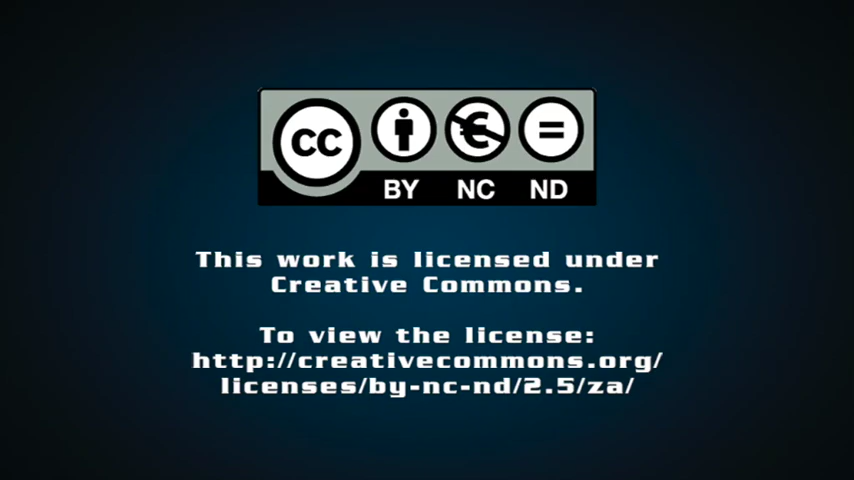 CC
BY NC ND
This work is licensed under
Creative Commons.
To view the license:
http://creativecommons.org/
licenses/by-nc-nd/2.5/za/